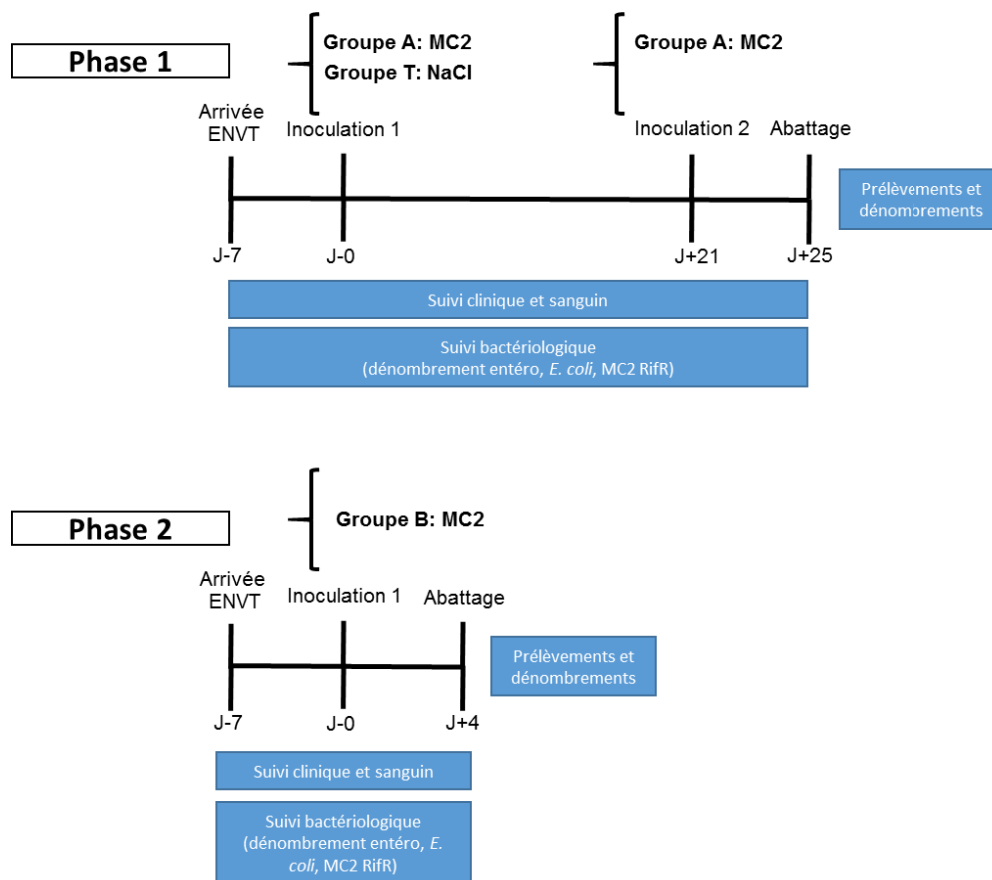 Phase 1
Groupe A: MC2
Groupe T: NaCl
Groupe A: MC2
Arrivée
ENVT
Inoculation 1
Inoculation 2
Abattage
Prélèvements et
dénombrements
J-7
J-0
J+21
J+25
Suivi clinique et sanguin
Suivi bactériologique
(dénombrement entéro, E. coli, MC2 RifR)
Phase 2
Groupe B: MC2
Arrivée
ENVT
Inoculation 1
Abattage
Prélèvements et
dénombrements
J-7
J-0
J+4
Suivi clinique et sanguin
Suivi bactériologique
(dénombrement entéro, E.
coli, MC2 RifR)